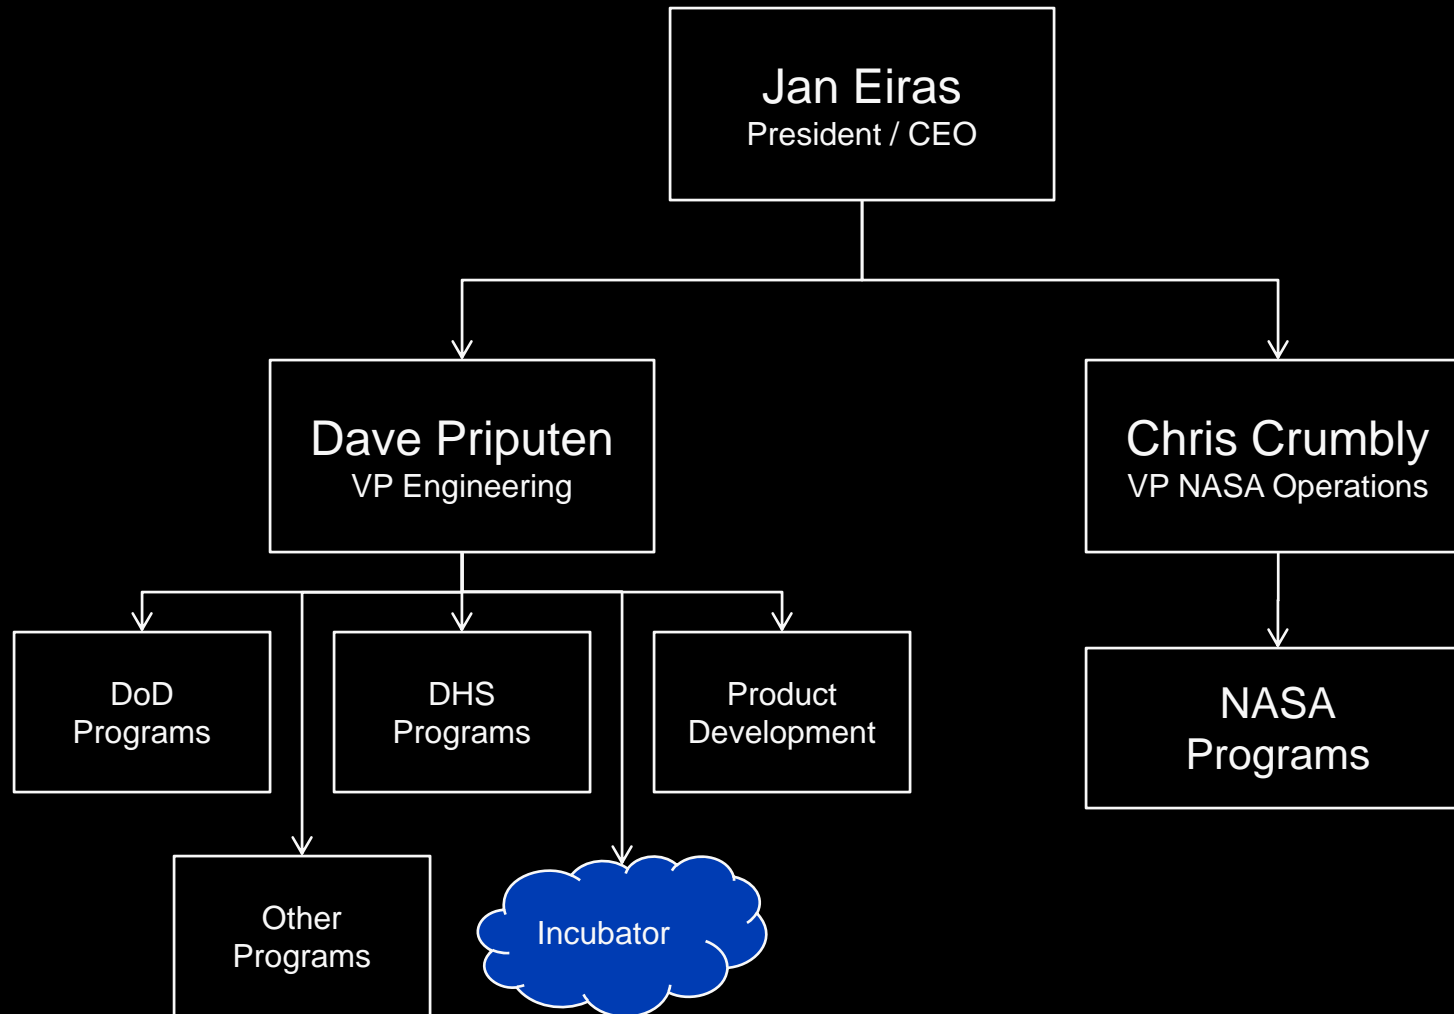 Jan Eiras
President / CEO
Dave Priputen
VP Engineering
Chris Crumbly
VP NASA Operations
DoD
Programs
DHS
Programs
Product
Development
NASA
Programs
Other
Programs
Incubator